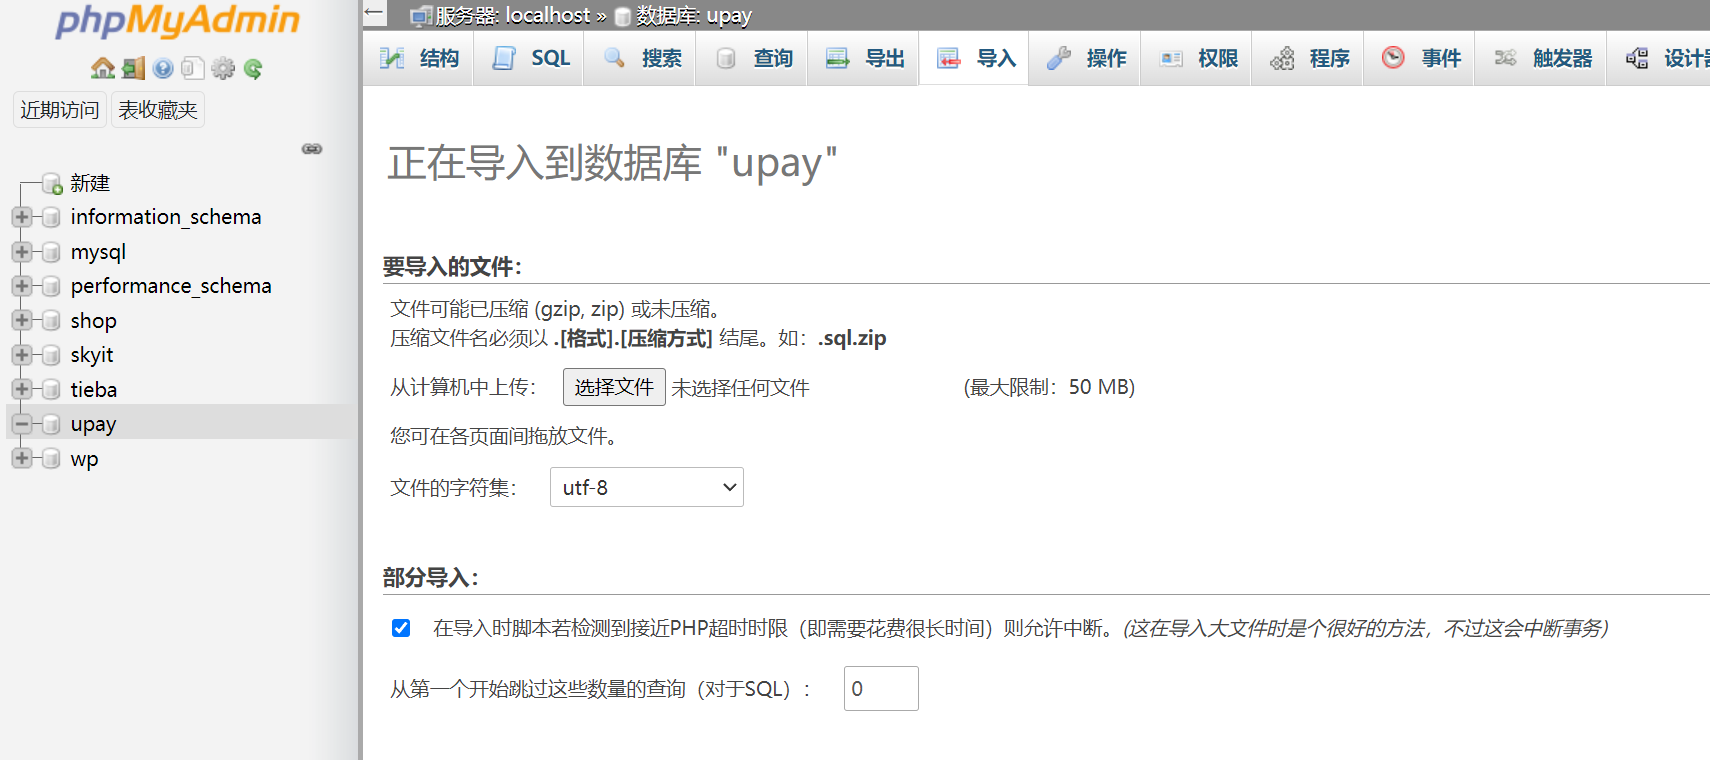 phpMyAdmin
近期访问 表收藏夹
新建
information_schema
mysql
performance_schema
shop
skyit
tieba
upay
wp
服务器: localhost » 数据库: upay
结构 SQL 搜索 查询 导出 导入 操作 权限 程序 事件 触发器 设计
正在导入到数据库 "upay"
要导入的文件：
文件可能已压缩 (gzip, zip) 或未压缩。
压缩文件名必须以 .[格式].[压缩方式] 结尾。如：.sql.zip
从计算机中上传： 选择文件 未选择任何文件 (最大限制：50 MB)
您可在各页面间拖放文件。
文件的字符集： utf-8
部分导入：
在导入时脚本若检测到接近PHP超时时限（即需要花费很长时间）则允许中断。(这在导入大文件时是个很好的方法，不过这会中断事务)
从第一个开始跳过这些数量的查询（对于SQL）： 0